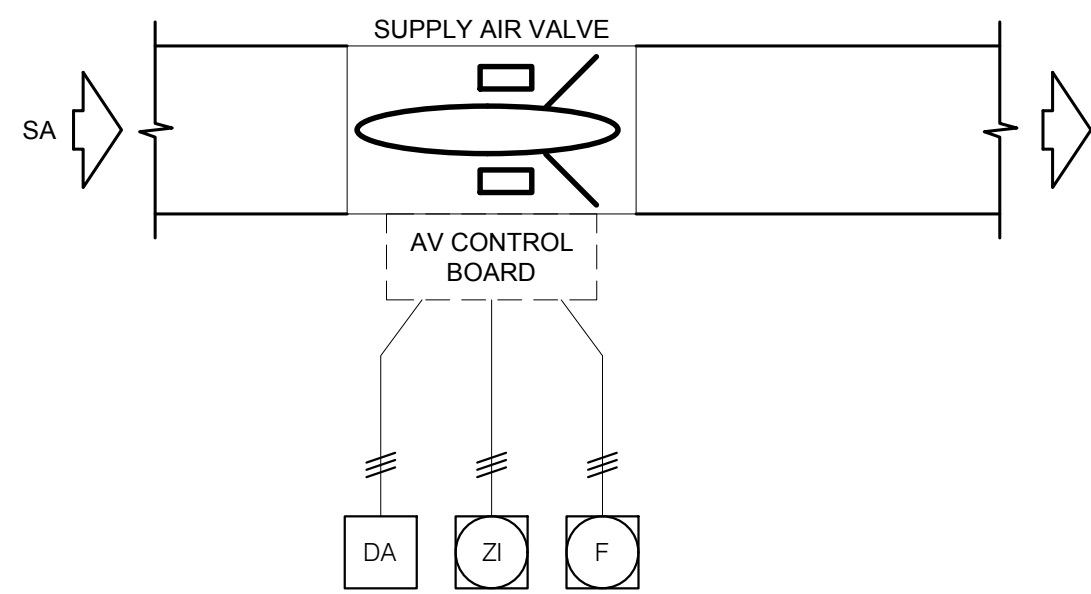 SUPPLY AIR VALVE
SA
AV CONTROL
BOARD
DA
ZI
F